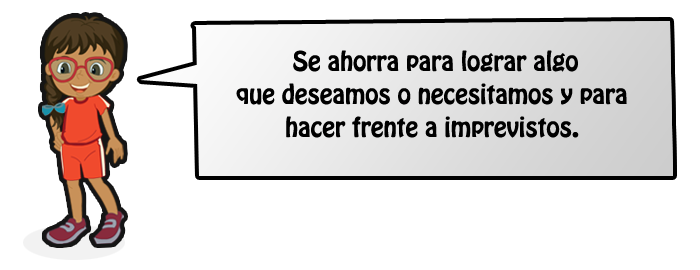 Se ahorra para lograr algo
que deseamos o necesitamos y para
hacer frente a imprevistos.